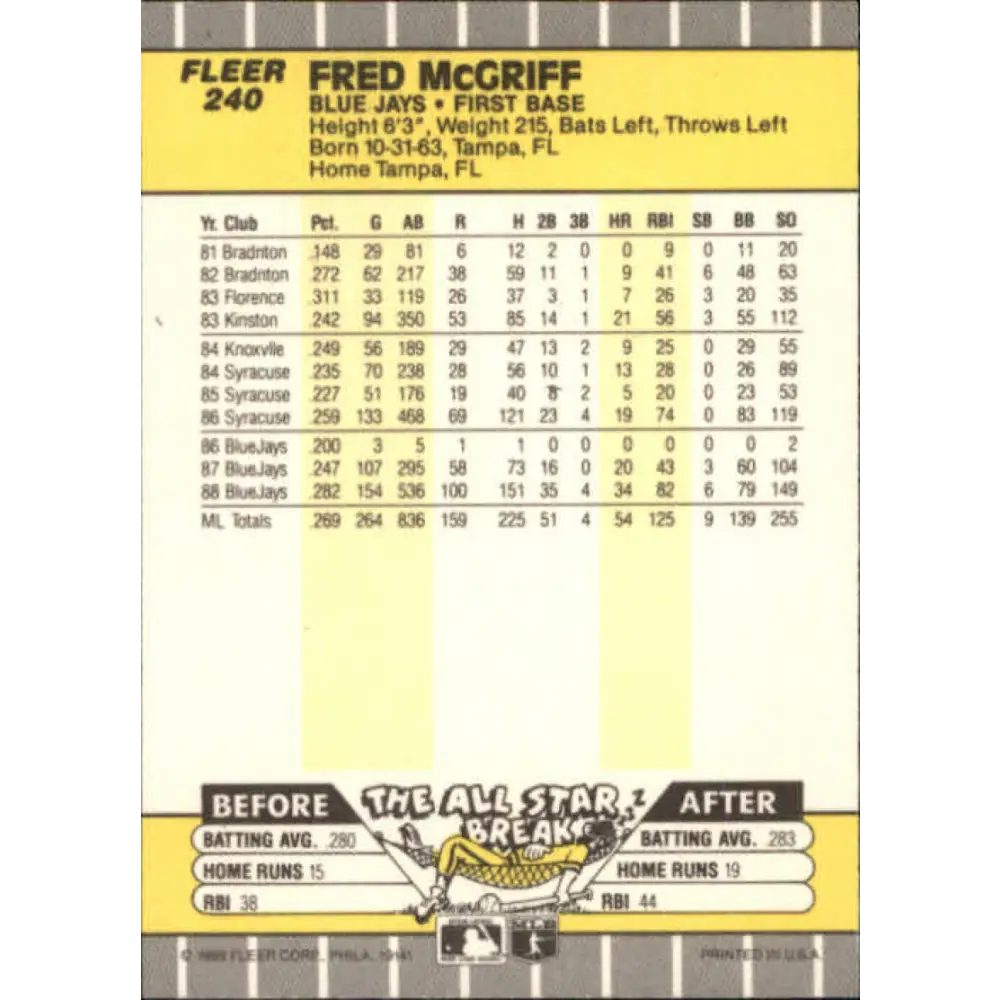 FLEER
240
FRED McGRIFF
BLUE JAYS • FIRST BASE
Height 6'3", Weight 215, Bats Left, Throws Left
Born 10-31-63, Tampa, FL
Home Tampa, FL
Yr. Club Pct. G AB R H 2B 3B HR RBI SB BB SO
81 Bradnton .148 29 81 6 12 2 0 0 9 0 11 20
82 Bradnton .272 62 217 38 59 11 1 9 41 6 48 63
83 Florence .311 33 119 26 37 3 1 7 26 3 20 35
83 Kinston .242 94 350 53 85 14 1 21 56 3 55 112
84 Knoxvlle .249 56 189 29 47 13 2 9 25 0 29 55
84 Syracuse .235 70 238 28 56 10 1 13 28 0 26 89
85 Syracuse .227 51 176 19 40 8 2 5 20 0 23 53
86 Syracuse .259 133 468 69 121 23 4 19 74 0 83 119
86 BlueJays .200 3 5 1 1 0 0 0 0 0 0 2
87 BlueJays .247 107 295 58 73 16 0 20 43 3 60 104
88 BlueJays .282 154 536 100 151 35 4 34 82 6 79 149
ML Totals .269 264 836 159 225 51 4 54 125 9 139 255
BEFORE THE ALL STAR BREAK AFTER
BATTING AVG. .280
HOME RUNS 15
RBI 38
BATTING AVG. .283
HOME RUNS 19
RBI 44
© 1989 FLEER CORP. PHILA. 19141
PRINTED IN U.S.A.